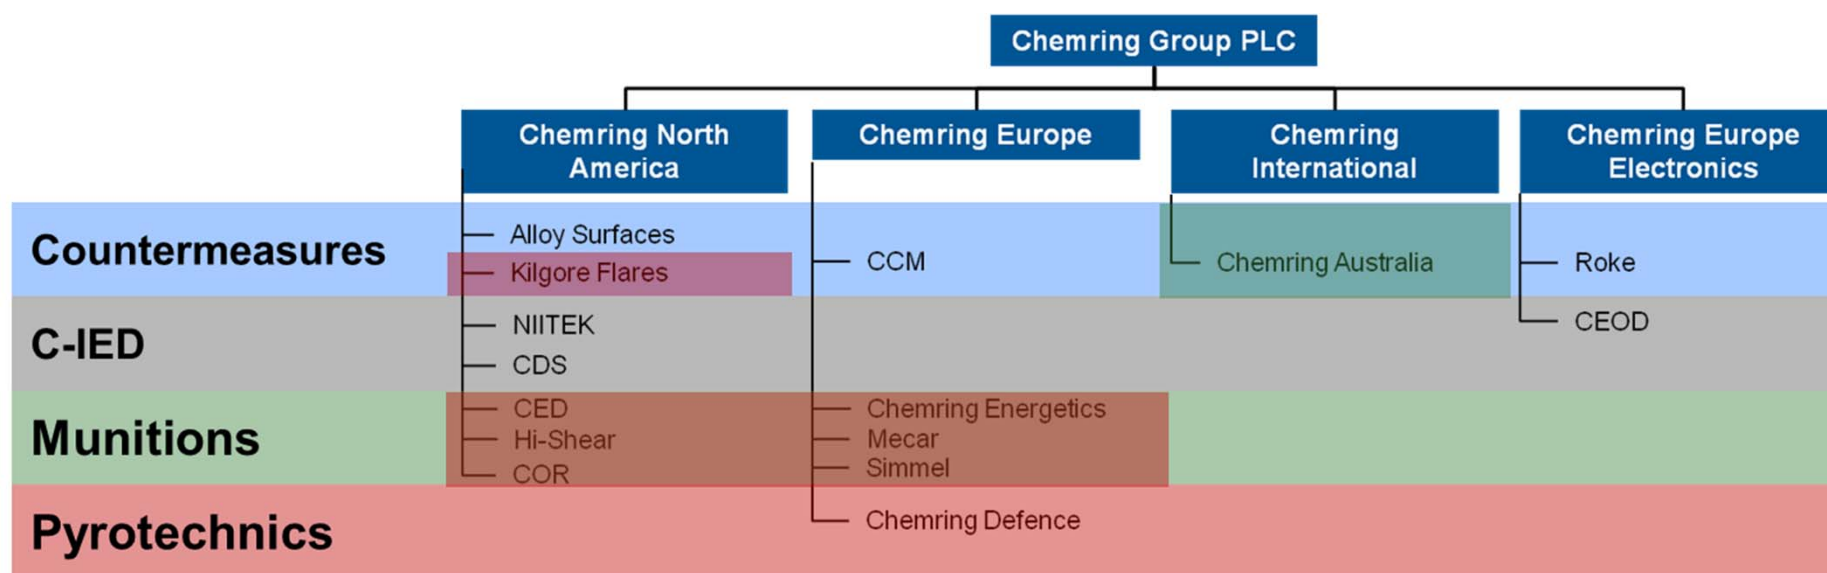 Chemring Group PLC
Chemring North
America
Chemring Europe
Chemring
International
Chemring Europe
Electronics
Countermeasures
Alloy Surfaces
Kilgore Flares
CCM
Chemring Australia
Roke
C-IED
NIITEK
CDS
CEOD
Munitions
CED
Hi-Shear
COR
Chemring Energetics
Mecar
Simmel
Pyrotechnics
Chemring Defence